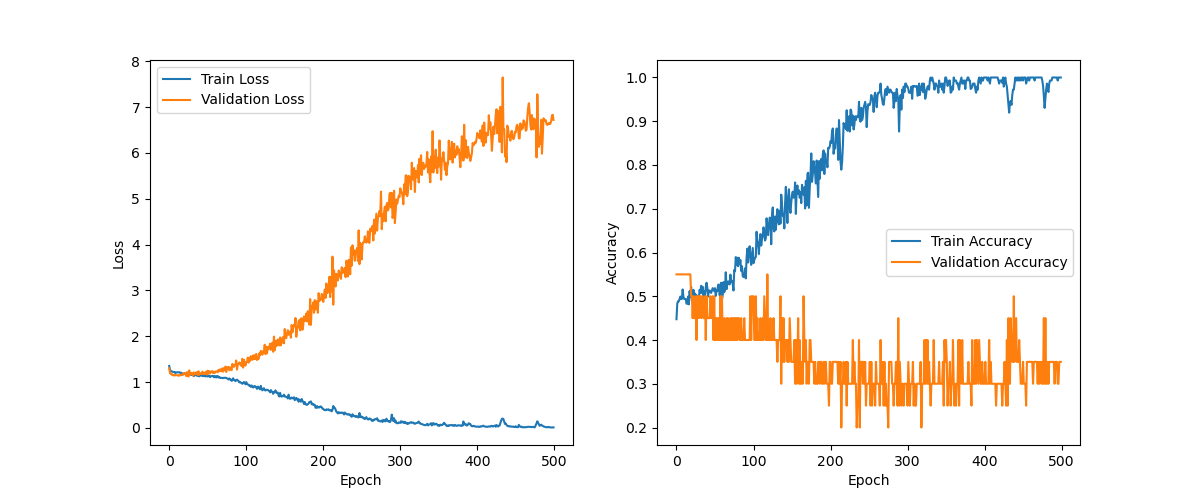 Train Loss
Validation Loss
8
7
6
5
4
3
2
1
0
Loss
0 100 200 300 400 500
Epoch
1.0
0.9
0.8
0.7
0.6
0.5
0.4
0.3
0.2
Accuracy
Train Accuracy
Validation Accuracy
0 100 200 300 400 500
Epoch